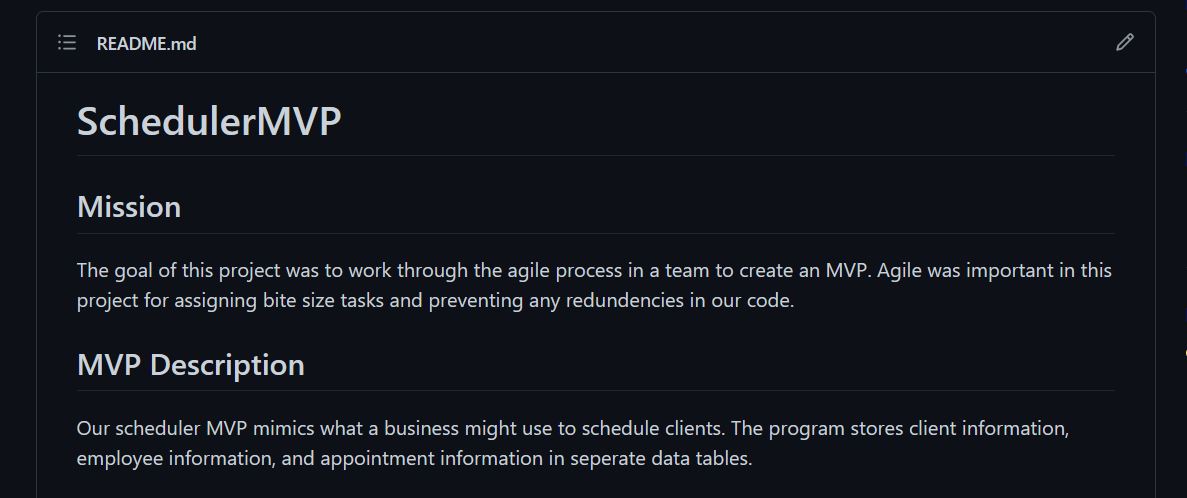 README.md
SchedulerMVP
Mission
The goal of this project was to work through the agile process in a team to create an MVP. Agile was important in this
project for assigning bite size tasks and preventing any redundencies in our code.
MVP Description
Our scheduler MVP mimics what a business might use to schedule clients. The program stores client information,
employee information, and appointment information in seperate data tables.